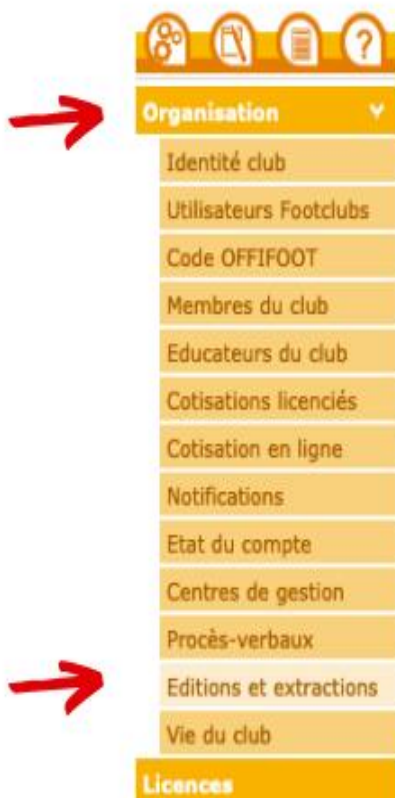 ?
Organisation
Identité club
Utilisateurs Footclubs
Code OFFIFOOT
Membres du club
Educateurs du club
Cotisations licenciés
Cotisation en ligne
Notifications
Etat du compte
Centres de gestion
Procès-verbaux
Editions et extractions
Vie du club
Licences